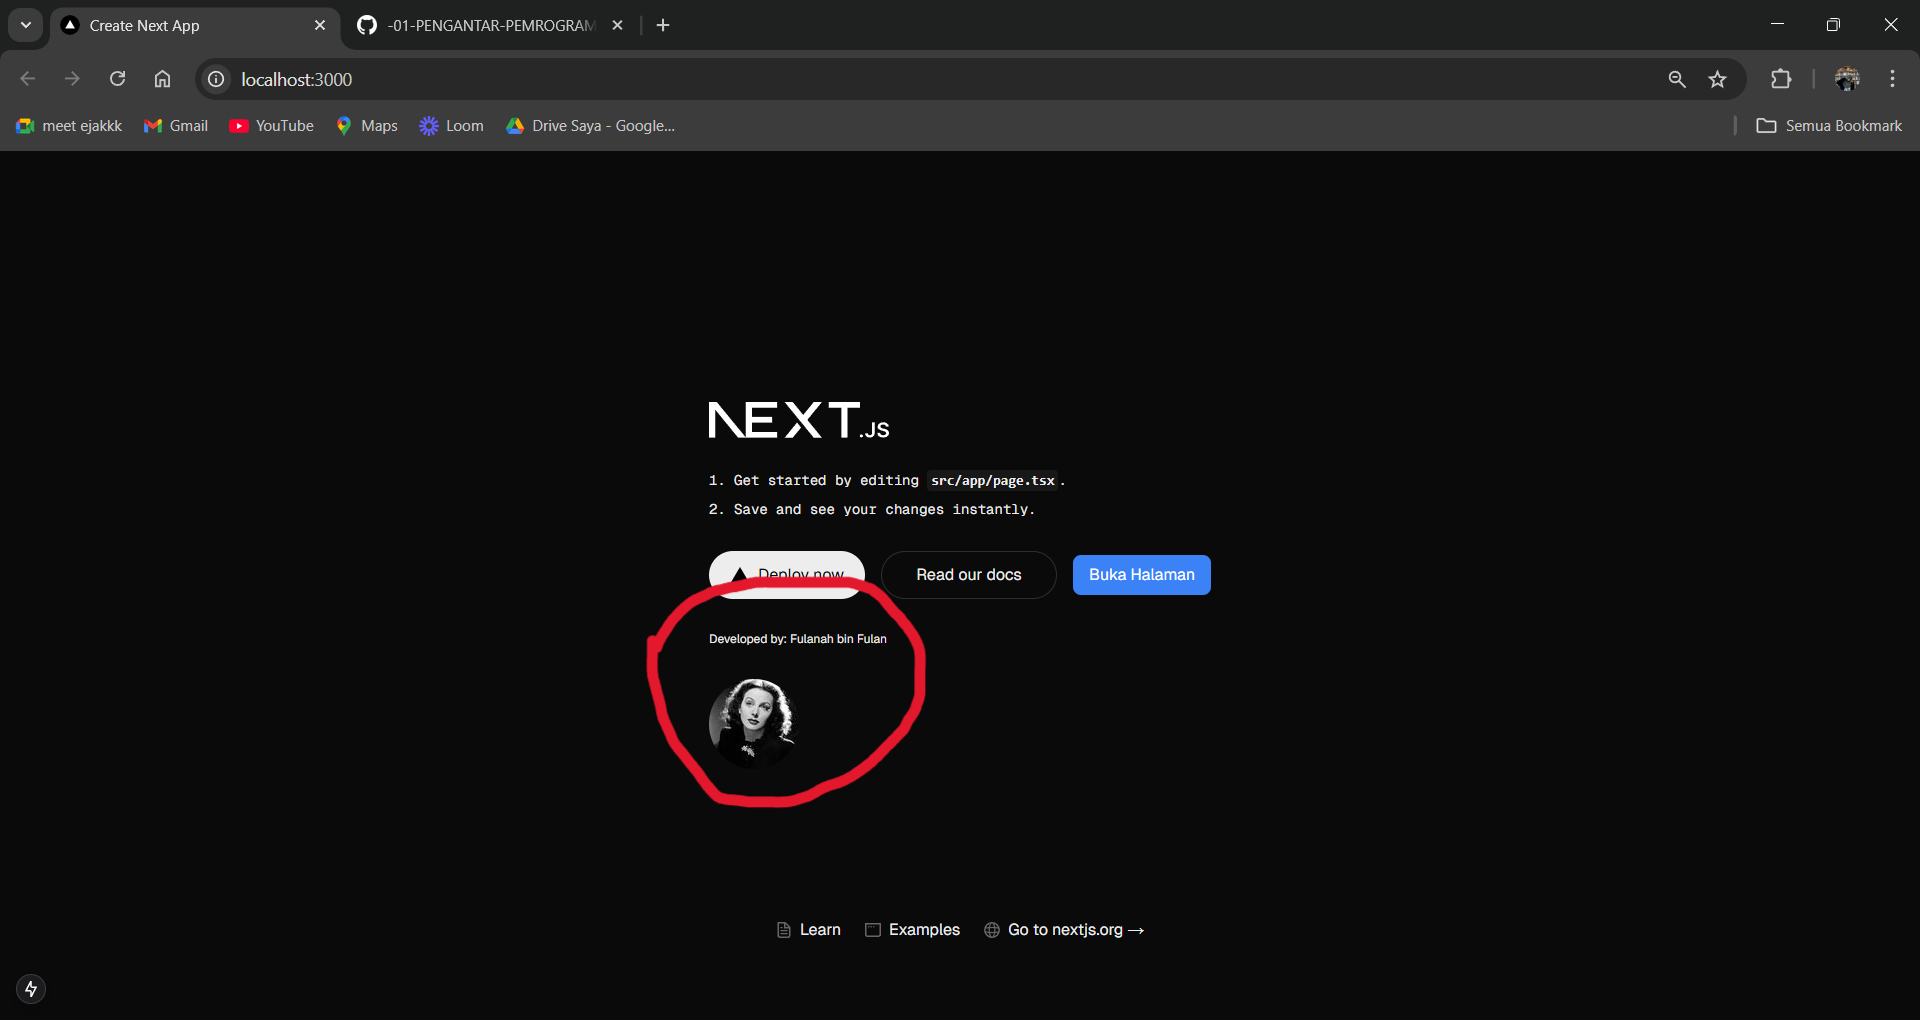 Create Next App
-01-PENGANTAR-PEMROGRAM
localhost:3000
meet ejakkk
Gmail
YouTube
Maps
Loom
Drive Saya - Google...
Semua Bookmark
NEXT.JS
1. Get started by editing src/app/page.tsx.
2. Save and see your changes instantly.
Deploy now
Read our docs
Buka Halaman
Developed by: Fulanah bin Fulan
Learn
Examples
Go to nextjs.org →